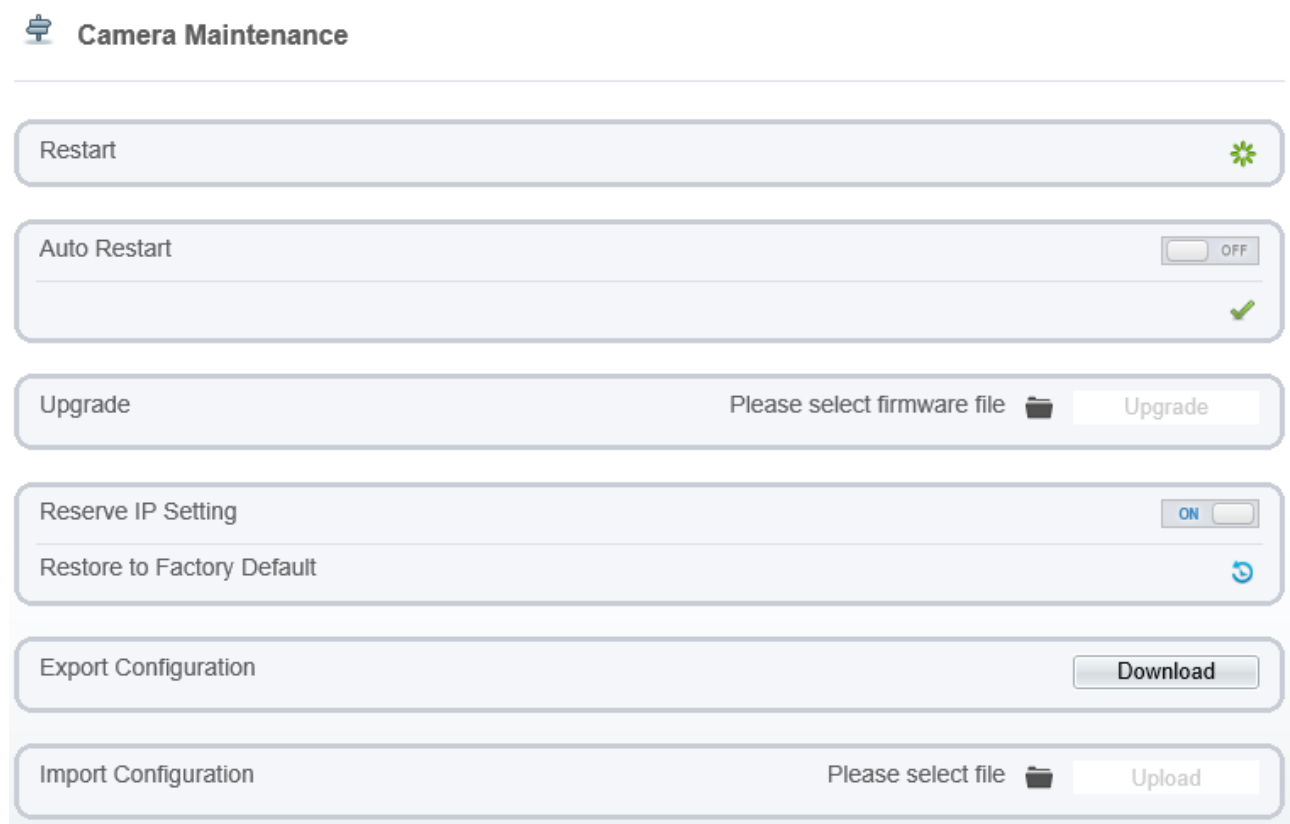 Camera Maintenance
Restart
Auto Restart OFF
Upgrade Please select firmware file Upgrade
Reserve IP Setting ON
Restore to Factory Default
Export Configuration Download
Import Configuration Please select file Upload